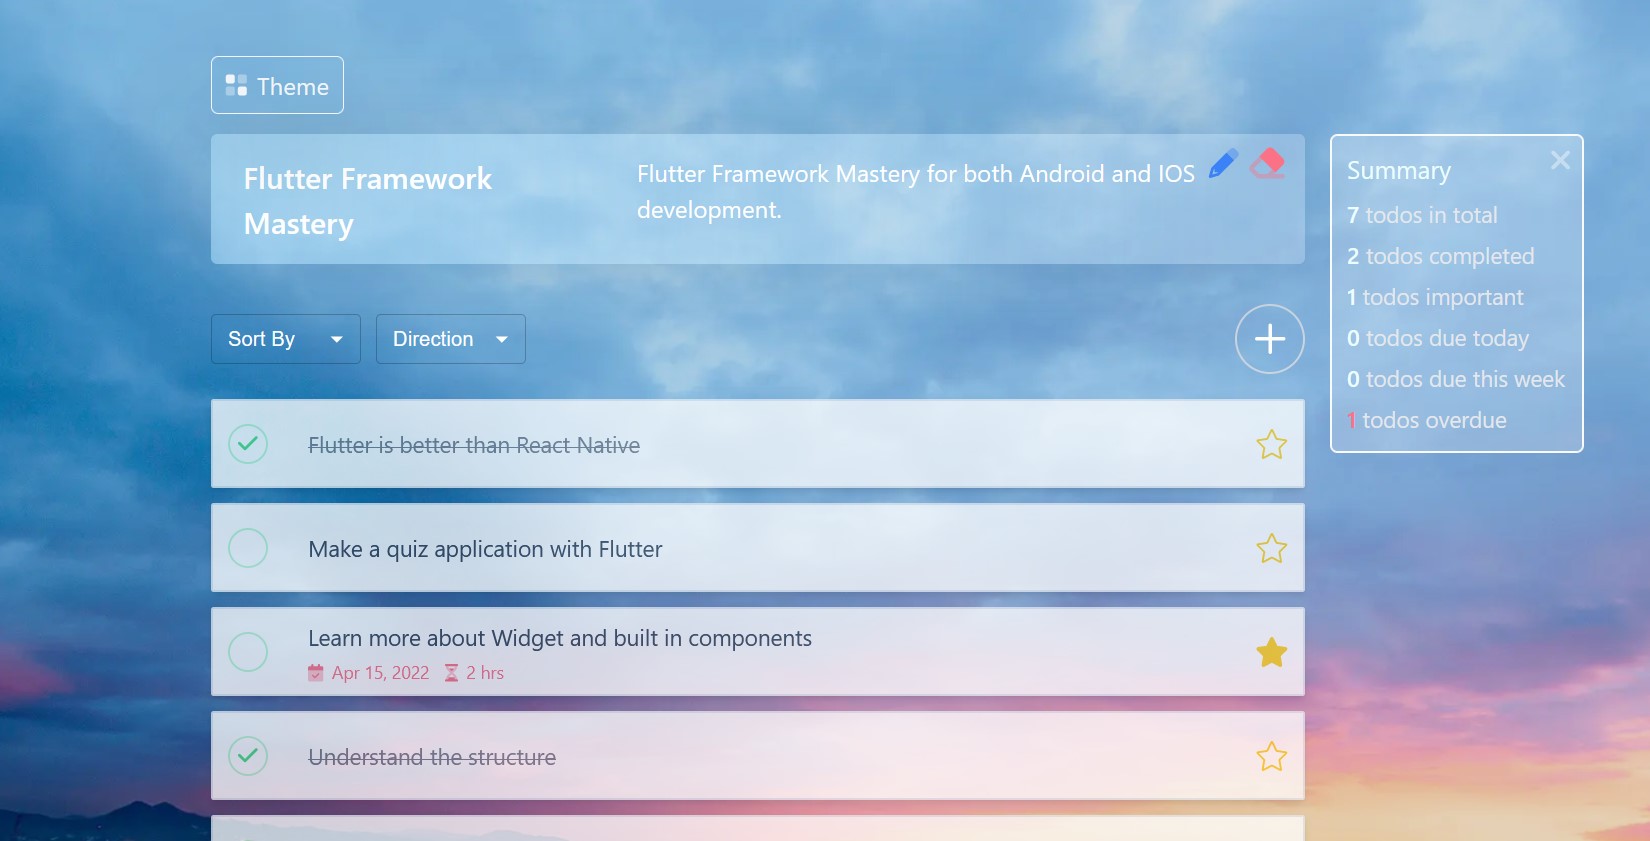 Theme
Flutter Framework
Mastery
Flutter Framework Mastery for both Android and IOS
development.
Summary
7 todos in total
2 todos completed
1 todos important
0 todos due today
0 todos due this week
1 todos overdue
Sort By
Direction
Flutter is better than React Native
Make a quiz application with Flutter
Learn more about Widget and built in components
Apr 15, 2022 2 hrs
Understand the structure